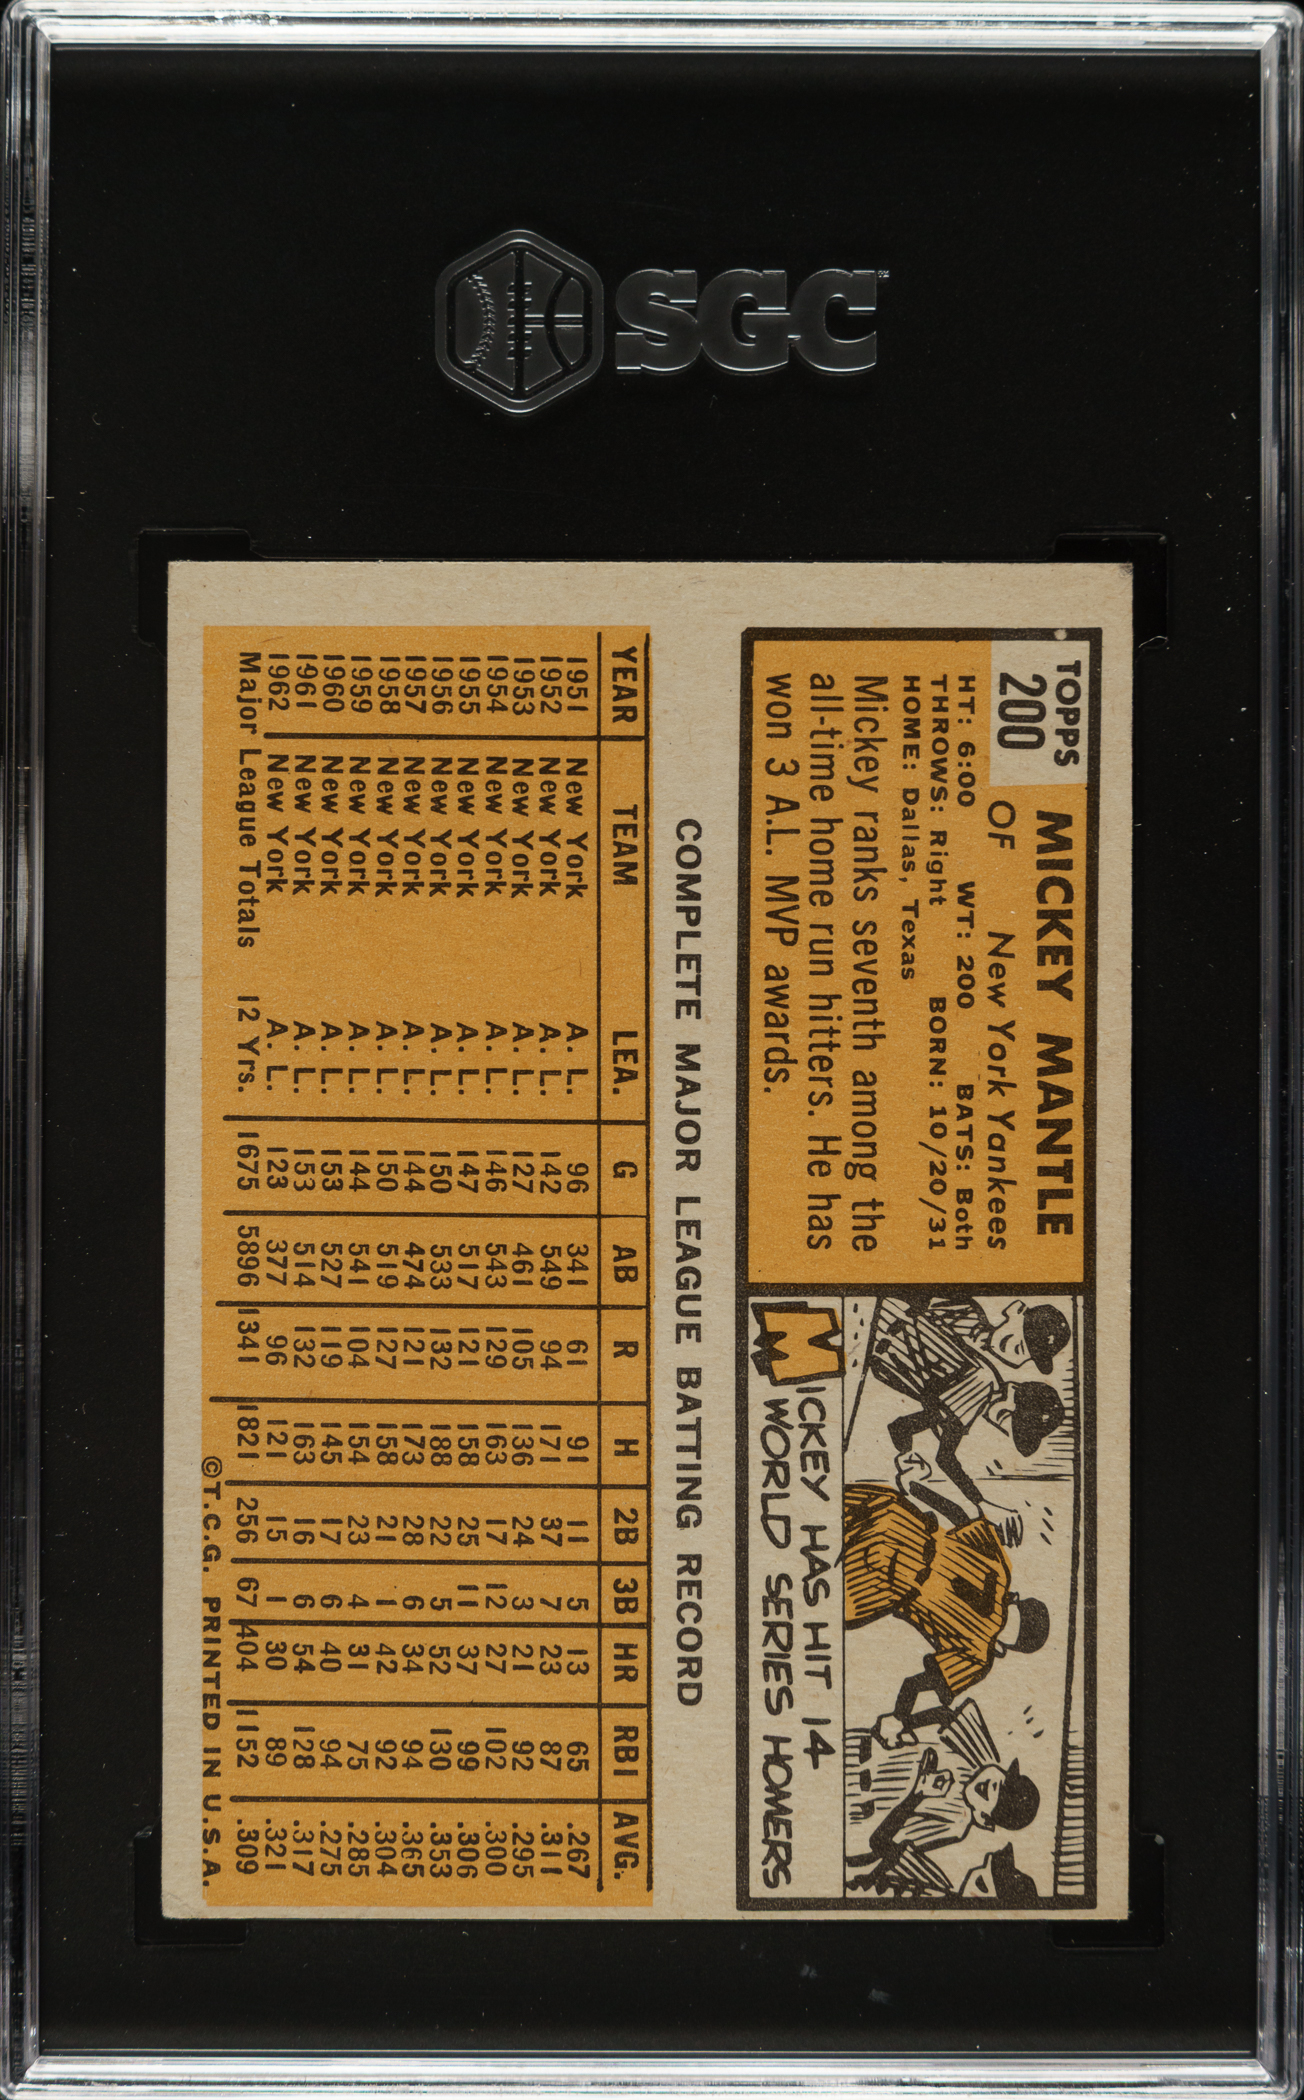 SGC
TOPPS
200
MICKEY MANTLE
OF New York Yankees
HT: 6:00 WT: 200 BATS: Both
THROWS: Right BORN: 10/20/31
HOME: Dallas, Texas
Mickey ranks seventh among the
all-time home run hitters. He has
won 3 A.L. MVP awards.
MICKEY HAS HIT 14
WORLD SERIES HOMERS
7
COMPLETE MAJOR LEAGUE BATTING RECORD
YEAR TEAM LEA. G AB R H 2B 3B HR RBI AVG.
1951 New York A. L. 96 341 61 91 11 5 13 65 .267
1952 New York A. L. 142 549 94 171 37 7 23 87 .311
1953 New York A. L. 127 461 105 136 24 3 21 92 .295
1954 New York A. L. 146 543 129 163 17 12 27 102 .300
1955 New York A. L. 147 517 121 158 25 11 37 99 .306
1956 New York A. L. 150 533 132 188 22 5 52 130 .353
1957 New York A. L. 144 474 121 173 28 6 34 94 .365
1958 New York A. L. 150 519 127 158 21 1 42 92 .304
1959 New York A. L. 144 541 104 154 23 4 31 75 .285
1960 New York A. L. 153 527 119 145 17 6 40 94 .275
1961 New York A. L. 153 514 132 163 16 6 54 128 .317
1962 New York A. L. 123 377 96 121 15 1 30 89 .321
Major League Totals 12 Yrs. 1675 5896 1341 1821 256 67 404 1152 .309
©T.C.G. PRINTED IN U.S.A.